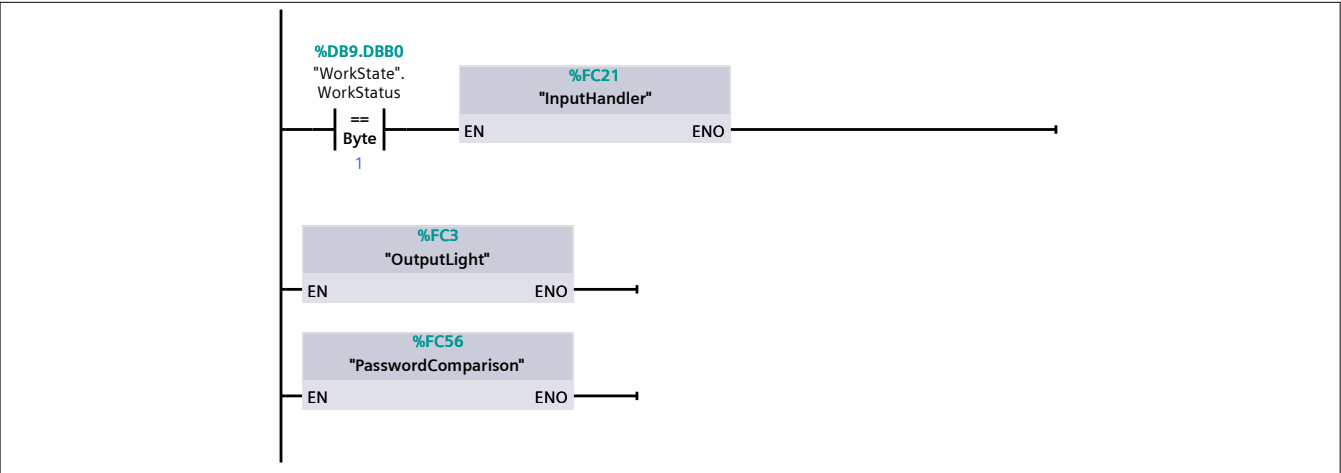 %DB9.DBB0
"WorkState".
WorkStatus
==
Byte
1
%FC21
"InputHandler"
EN ENO
%FC3
"OutputLight"
EN ENO
%FC56
"PasswordComparison"
EN ENO